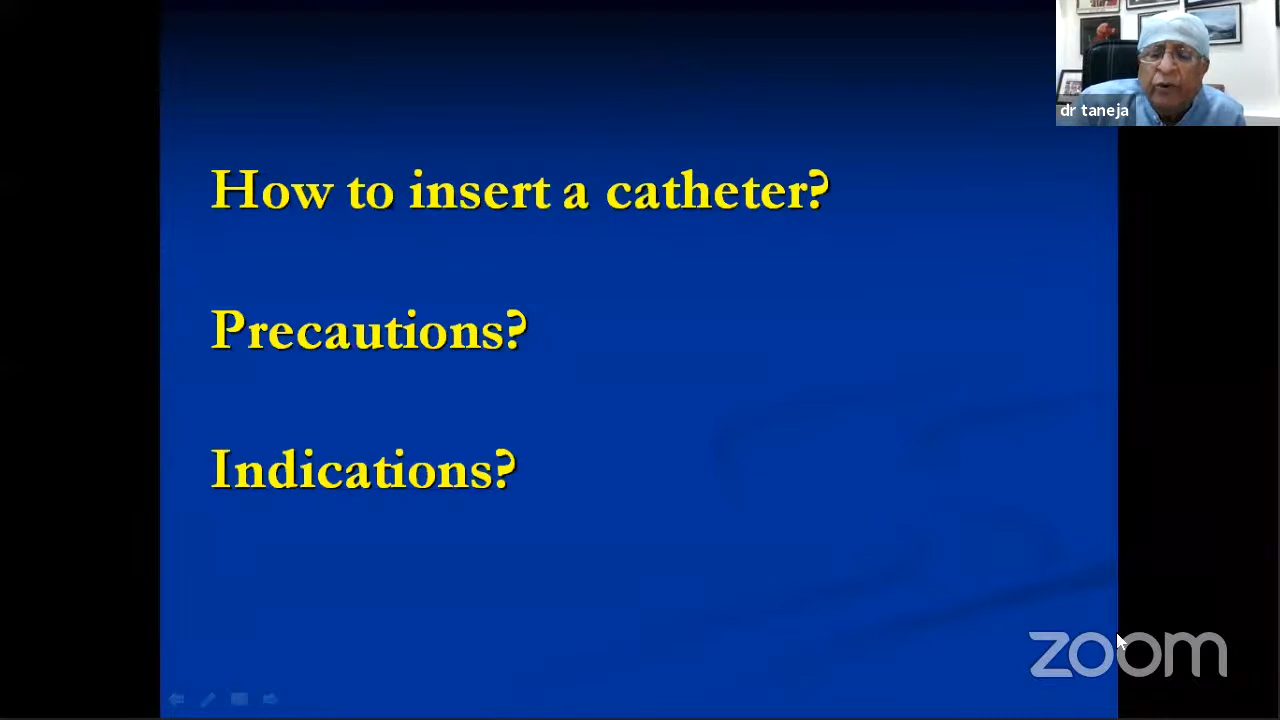 dr taneja
How to insert a catheter?
Precautions?
Indications?
zoom